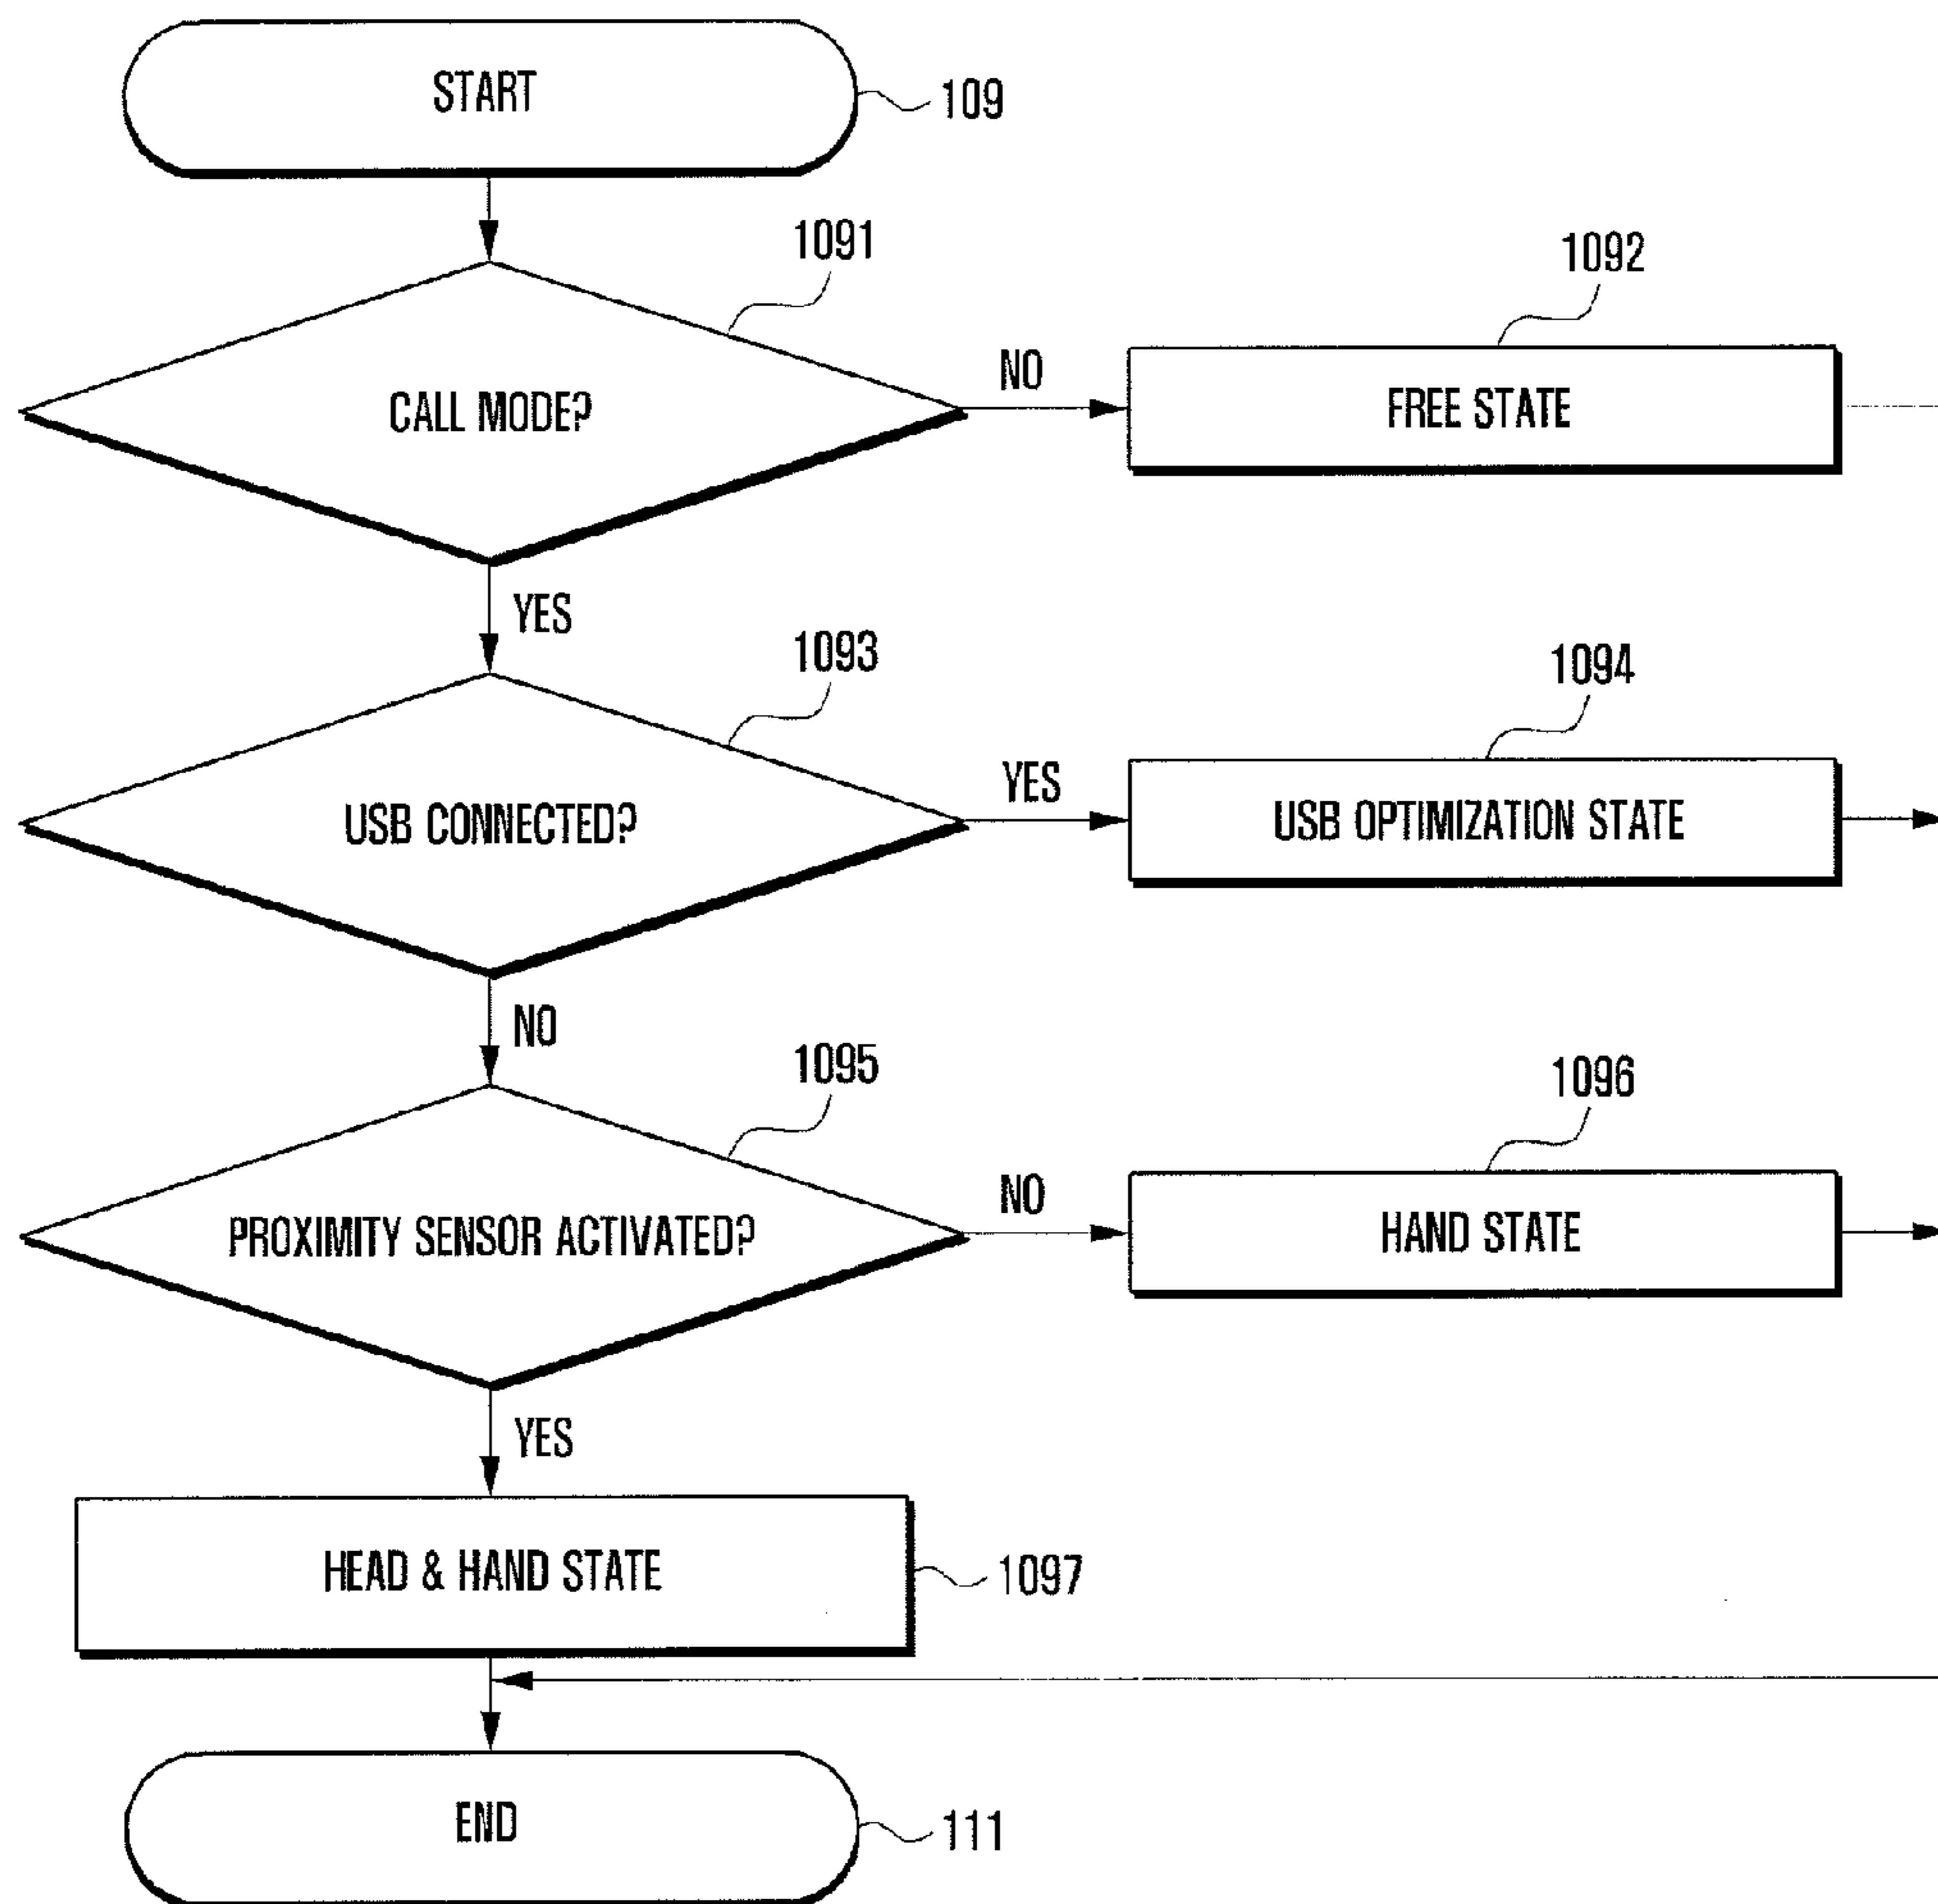 START
109
1091
1092
CALL MODE?
NO
FREE STATE
YES
1093
1094
USB CONNECTED?
YES
USB OPTIMIZATION STATE
NO
1095
1096
PROXIMITY SENSOR ACTIVATED?
NO
HAND STATE
YES
HEAD & HAND STATE
1097
END
111